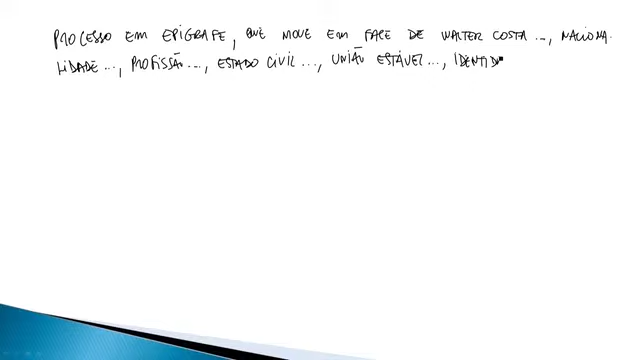 PROCESSO EM EPIGRAFE, QUE MOVE EM FACE DE WALTER COSTA ..., NACIONA
LIDADE ..., PROFISSÃO ..., ESTADO CIVIL ..., UNIÃO ESTÁVEL ..., IDENTID